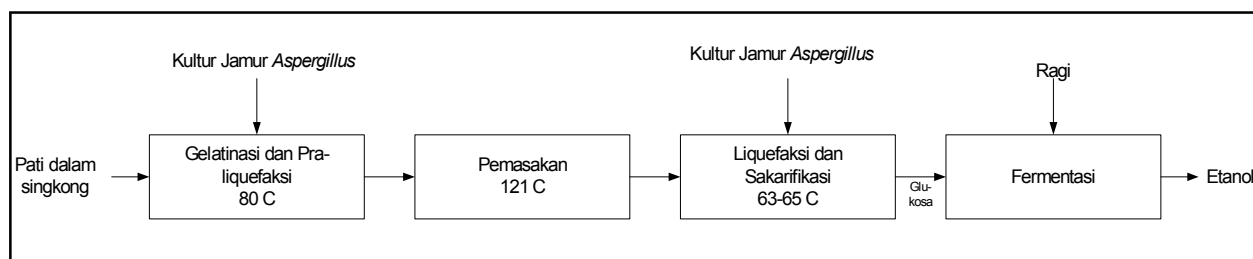 Kultur Jamur Aspergillus
Kultur Jamur Aspergillus
Ragi
Pati dalam
singkong
Gelatinasi dan Pra-
liquefaksi
80 C
Pemasakan
121 C
Liquefaksi dan
Sakarifikasi
63-65 C
Glu-
kosa
Fermentasi
Etanol